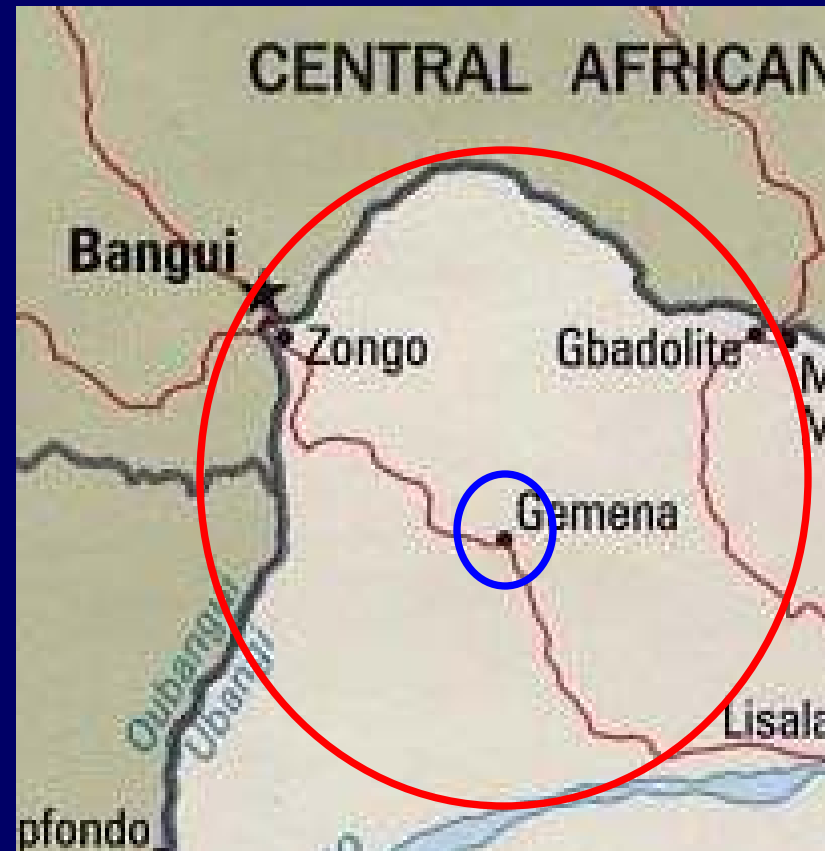 CENTRAL AFRICAN
Bangui
Zongo
Gbadolite
M
M
Gemena
Oubangui
Ubangi
Lisala
pfondo